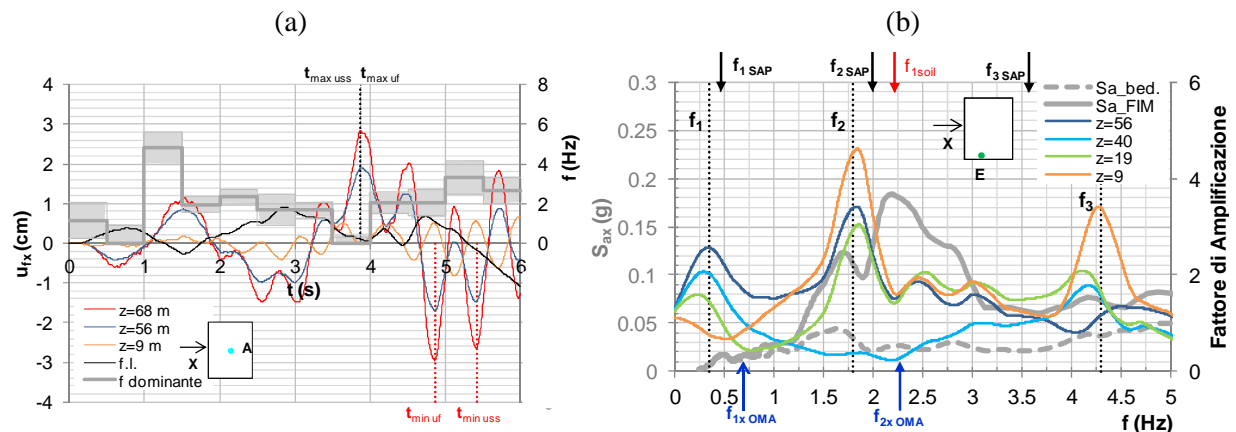 (a) (b)
t max uss t max uf
4
3
2
1
0
-1
-2
-3
-4
u fx (cm)
8
7
6
5
4
3
2
1
0
f (Hz)
0 1 2 3 4 5 6
t (s)
z=68 m
z=56 m
z=9 m
f.l.
f dominante
X
A
t min uf t min uss
f 1 SAP f 2 SAP f 1soil f 3 SAP
0.3
0.25
0.2
0.15
0.1
0.05
0
S ax (g)
f 1
f 2
f 3
X
E
Sa_bed.
Sa_FIM
z=56
z=40
z=19
z=9
6
4
2
0
Fattore di Amplificazione
0 0.5 1 1.5 2 2.5 3 3.5 4 4.5 5
f 1x OMA f 2x OMA f (Hz)